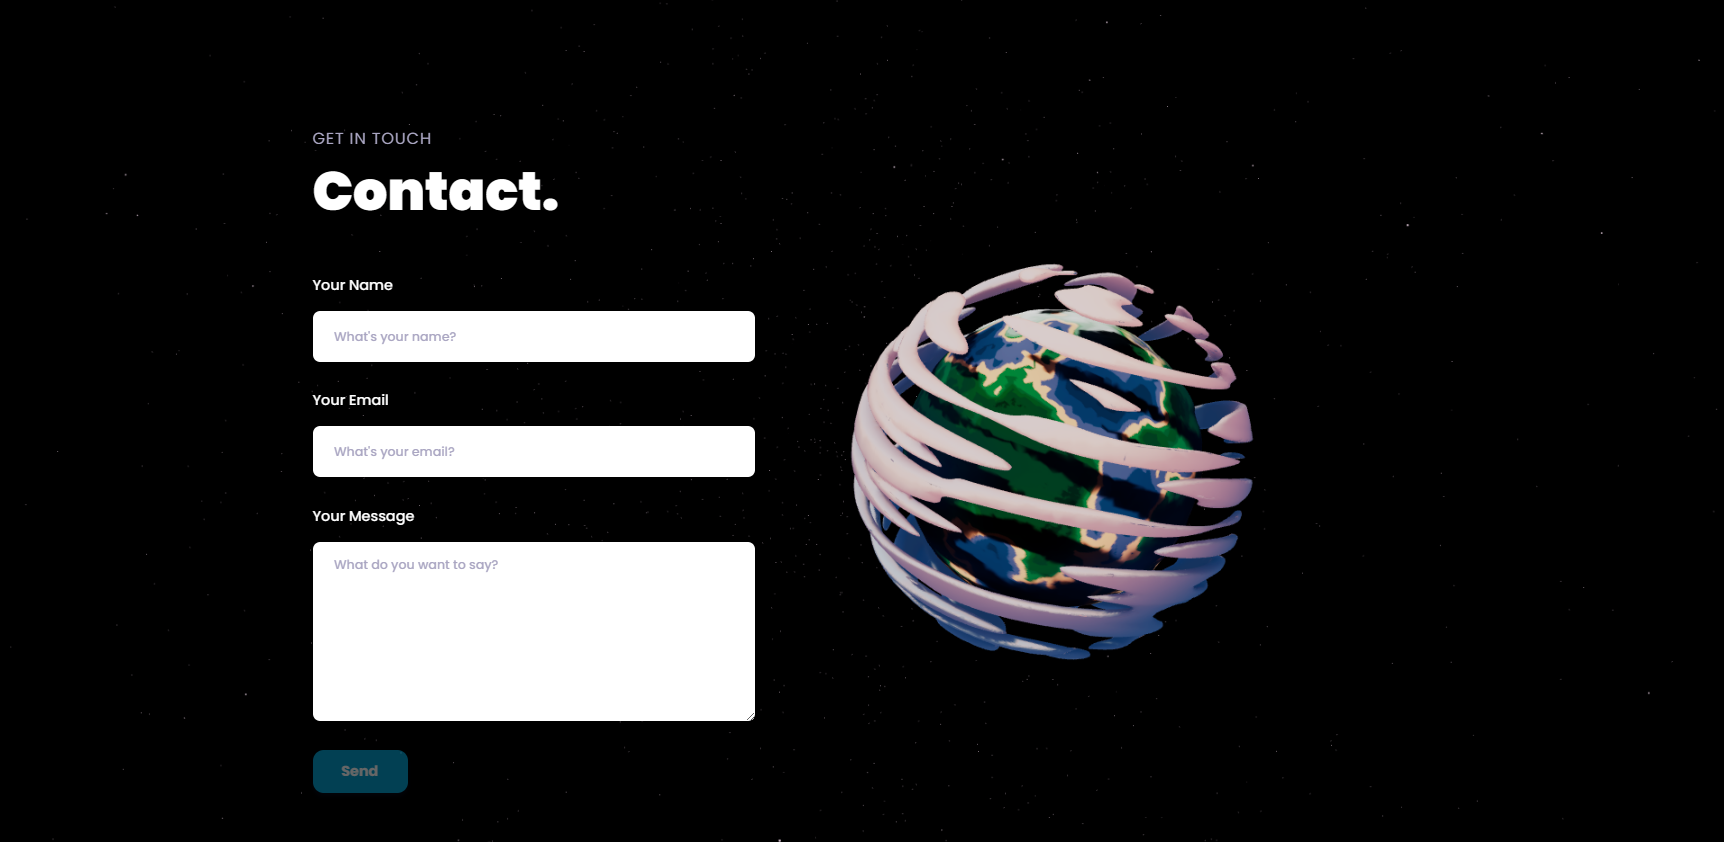 GET IN TOUCH
Contact.
Your Name
What's your name?
Your Email
What's your email?
Your Message
What do you want to say?
Send